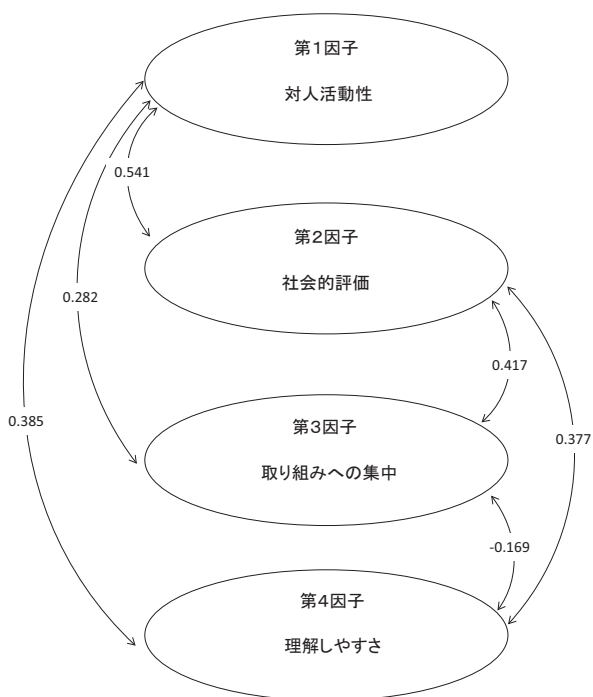 第1因子
対人活動性
0.541
第2因子
社会的評価
0.282
0.417
0.385
第3因子
0.377
取り組みへの集中
-0.169
第4因子
理解しやすさ